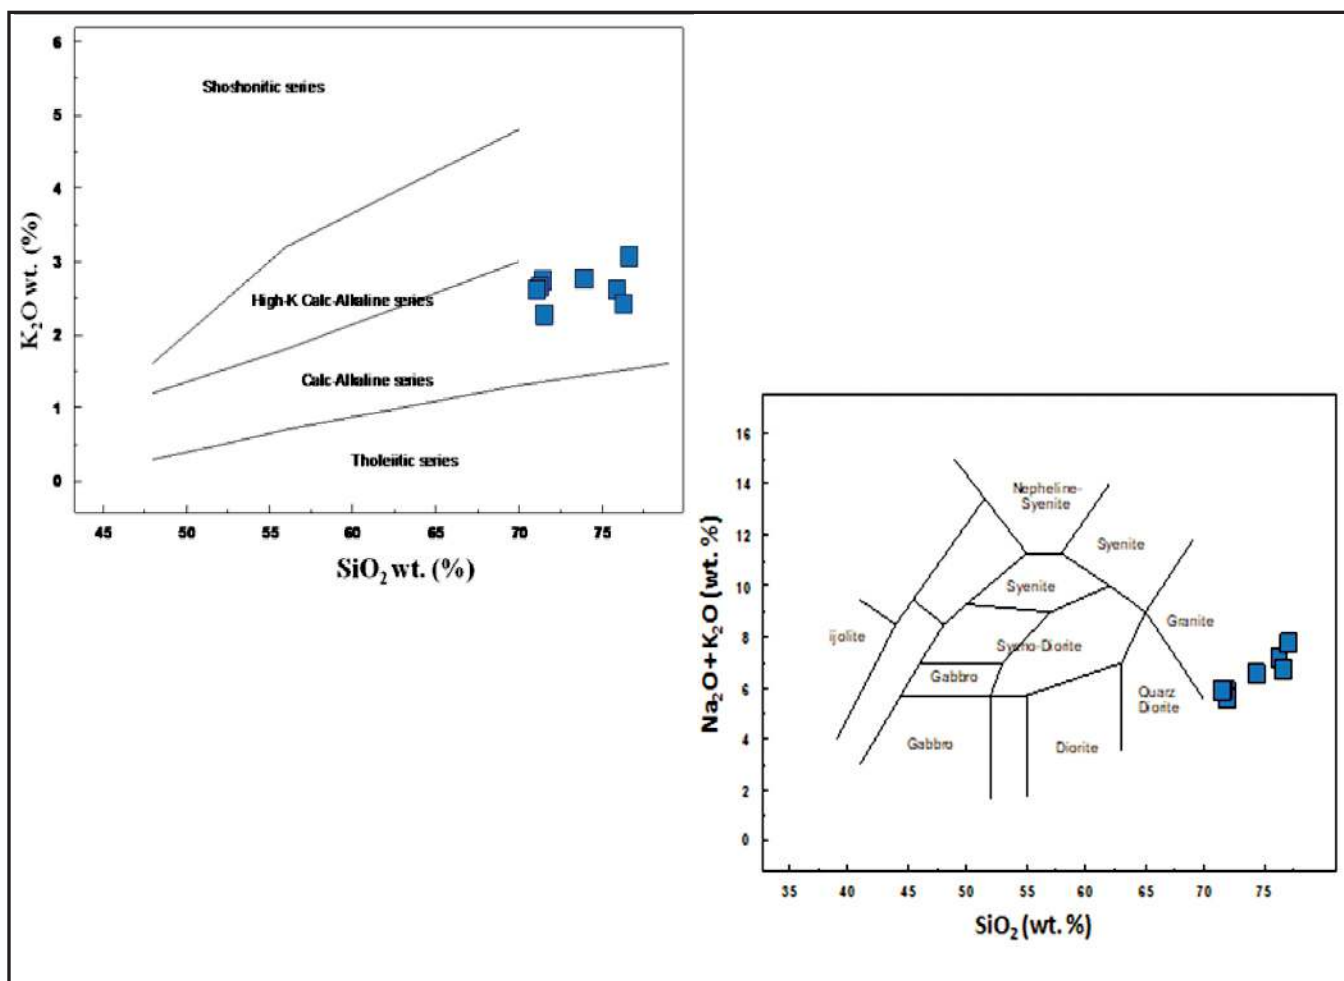 6
Shoshonitic series
5
4
3
High-K Calc-Alkaline series
2
Calc-Alkaline series
1
Tholeiitic series
0
K₂O wt. (%)
45 50 55 60 65 70 75
SiO₂ wt. (%)
16
14
12
10
8
6
4
2
0
Na₂O+K₂O (wt. %)
Nepheline-
Syenite
Syenite
Syenite
ijolite
Granite
Gabbro
Quarz
Diorite
Gabbro
Diorite
35 40 45 50 55 60 65 70 75
SiO₂ (wt. %)